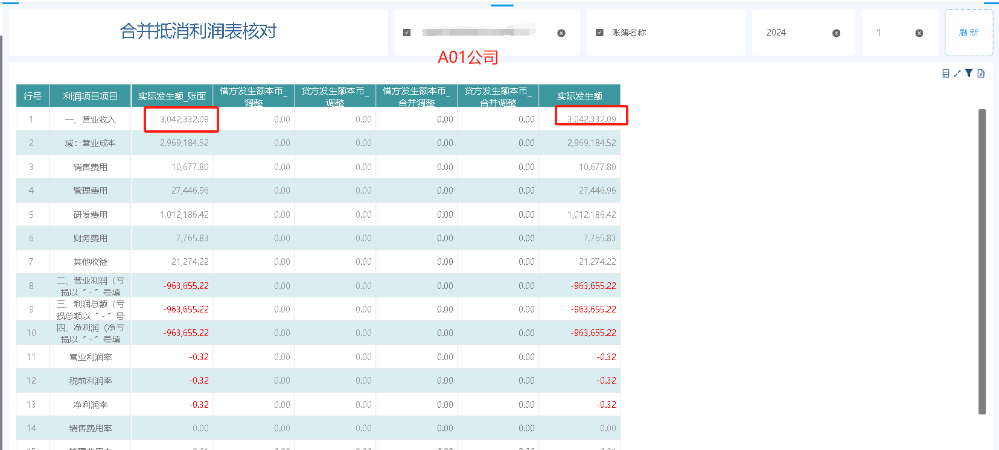 合并抵消利润表核对
账簿名称
2024
1
刷 新
A01公司
行号 利润项目项目 实际发生额_账面 借方发生额本币_调整 贷方发生额本币_调整 借方发生额本币_合并调整 贷方发生额本币_合并调整 实际发生额
1 一、营业收入 3,042,332.09 0.00 0.00 0.00 0.00 3,042,332.09
2 减：营业成本 2,969,184.52 0.00 0.00 0.00 0.00 2,969,184.52
3 销售费用 10,677.80 0.00 0.00 0.00 0.00 10,677.80
4 管理费用 27,446.96 0.00 0.00 0.00 0.00 27,446.96
5 研发费用 1,012,186.42 0.00 0.00 0.00 0.00 1,012,186.42
6 财务费用 7,765.83 0.00 0.00 0.00 0.00 7,765.83
7 其他收益 21,274.22 0.00 0.00 0.00 0.00 21,274.22
8 二、营业利润（亏损以“-”号填 -963,655.22 0.00 0.00 0.00 0.00 -963,655.22
9 三、利润总额（亏损总额以“-”号 -963,655.22 0.00 0.00 0.00 0.00 -963,655.22
10 四、净利润（净亏损以“-”号填 -963,655.22 0.00 0.00 0.00 0.00 -963,655.22
11 营业利润率 -0.32 0.00 0.00 0.00 0.00 -0.32
12 税前利润率 -0.32 0.00 0.00 0.00 0.00 -0.32
13 净利润率 -0.32 0.00 0.00 0.00 0.00 -0.32
14 销售费用率 0.00 0.00 0.00 0.00 0.00 0.00